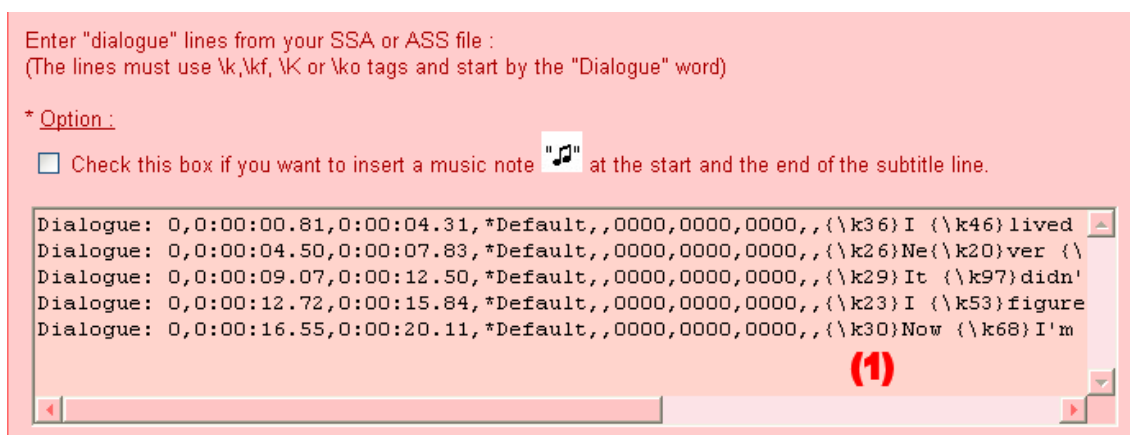 Enter "dialogue" lines from your SSA or ASS file :
(The lines must use \k,\kf, \K or \ko tags and start by the "Dialogue" word)
* Option :
Check this box if you want to insert a music note "♫" at the start and the end of the subtitle line.
Dialogue: 0,0:00:00.81,0:00:04.31,*Default,,0000,0000,0000,,{\k36}I {\k46}lived
Dialogue: 0,0:00:04.50,0:00:07.83,*Default,,0000,0000,0000,,{\k26}Ne{\k20}ver {\
Dialogue: 0,0:00:09.07,0:00:12.50,*Default,,0000,0000,0000,,{\k29}It {\k97}didn'
Dialogue: 0,0:00:12.72,0:00:15.84,*Default,,0000,0000,0000,,{\k23}I {\k53}figure
Dialogue: 0,0:00:16.55,0:00:20.11,*Default,,0000,0000,0000,,{\k30}Now {\k68}I'm
(1)